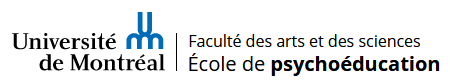 Université de Montréal
Faculté des arts et des sciences
École de psychoéducation